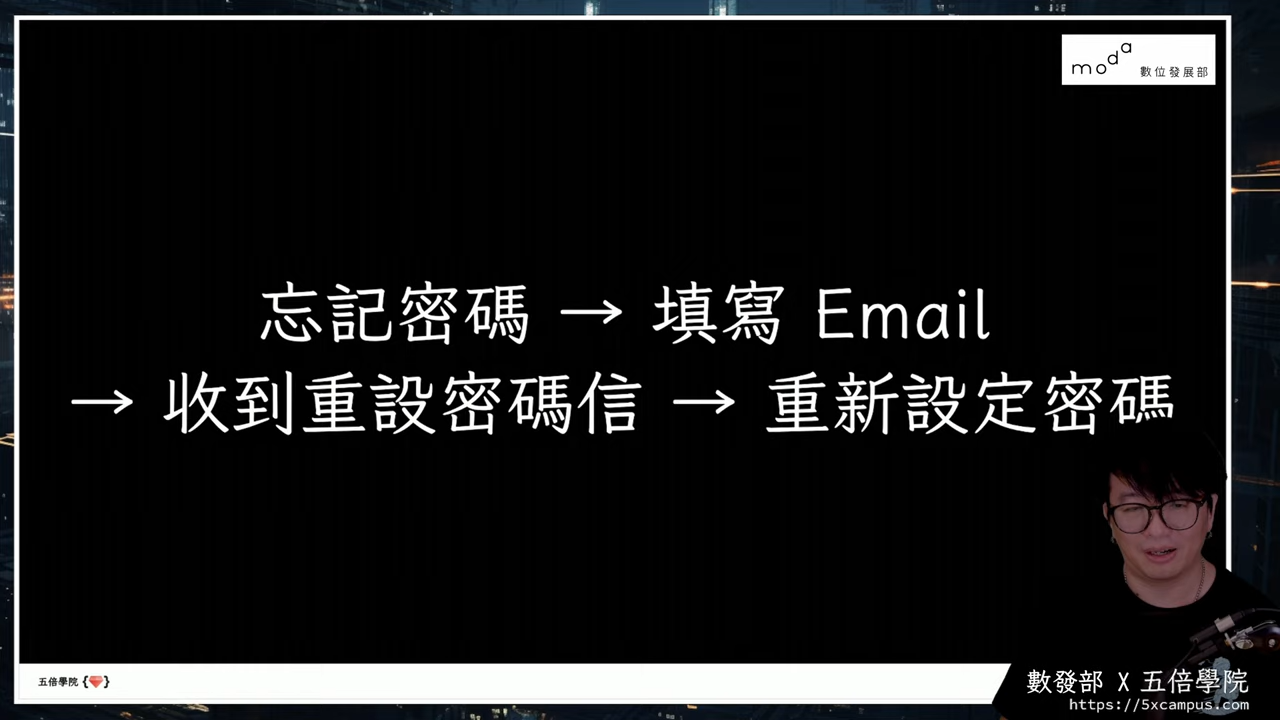 moda 數位發展部
忘記密碼 → 填寫 Email
→ 收到重設密碼信 → 重新設定密碼
五倍學院 {❤}
數發部 X 五倍學院
https://5xcampus.com